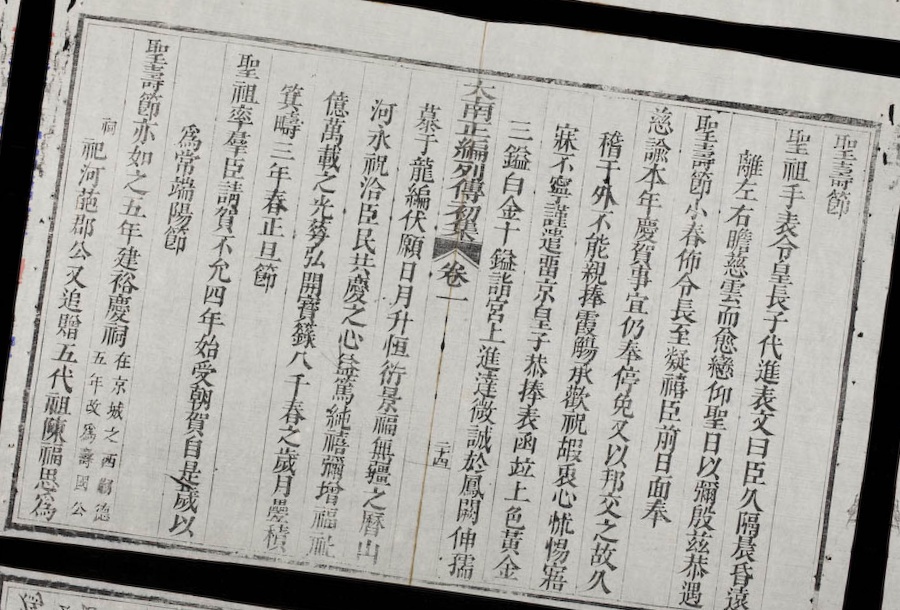 聖壽節
聖祖手表令皇長子代進表文曰臣久隔晨昏遠
離左右瞻慈雲而愈戀仰聖日以彌殷茲恭遇
聖壽節小春佈令長至凝禧臣前日面奉
慈諭本年慶賀事宜仍奉停免又以邦交之故久
稽于外不能親捧霞觴承歡祝嘏衷心怵惕寤
寐不寧謹遣畱京皇子恭捧表函並上色黃金
三鎰白金十鎰詣宮上進達微誠於鳳闕伸孺
大南正編列傳初集 卷一 二十四
慕于龍編伏願日月升恒衍景福無疆之曆山
河永祝洽臣民共慶之心益篤純禧彌增福祉
億萬載之光蕚弘開寶籙八千春之歲月疊積
箕疇三年春正旦節
聖祖率羣臣請賀不允四年始受朝賀自是歲以
爲常端陽節
聖壽節亦如之五年建裕慶祠在京城之西嗣德
五年改爲壽國公
祠祀河葩郡公又追贈五代祖陳福思爲